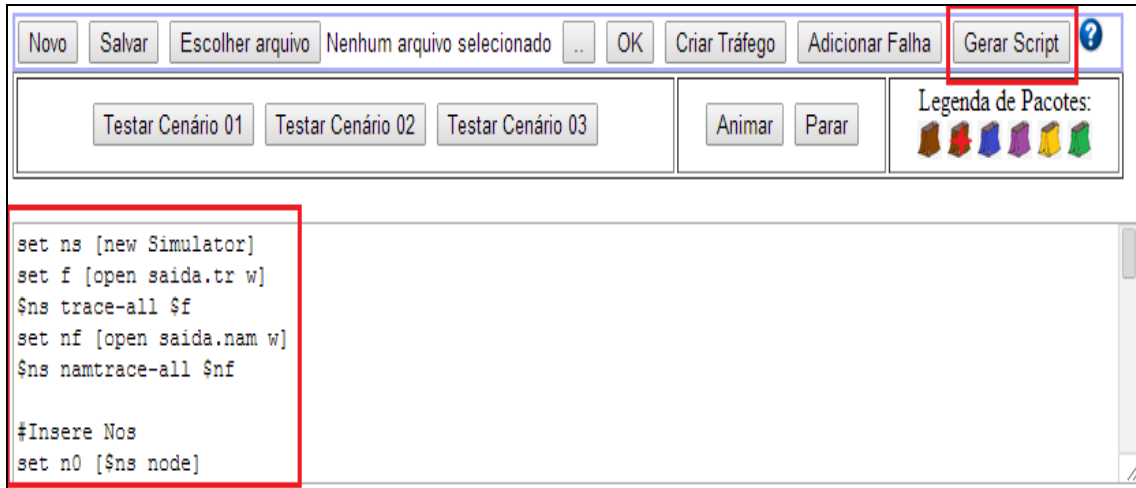 Novo Salvar Escolher arquivo Nenhum arquivo selecionado .. OK Criar Tráfego Adicionar Falha Gerar Script ?
Testar Cenário 01 Testar Cenário 02 Testar Cenário 03 Animar Parar Legenda de Pacotes:
set ns [new Simulator]
set f [open saida.tr w]
$ns trace-all $f
set nf [open saida.nam w]
$ns namtrace-all $nf
#Insere Nos
set n0 [$ns node]